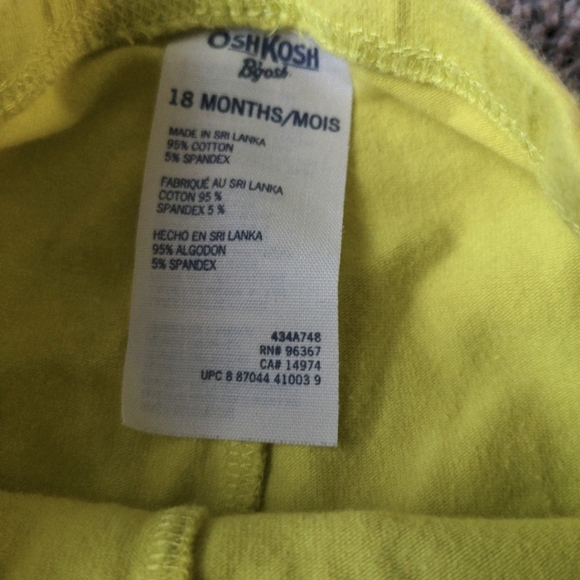 OSHKOSH
B'gosh
18 MONTHS/MOIS
MADE IN SRI LANKA
95% COTTON
5% SPANDEX
FABRIQUÉ AU SRI LANKA
COTON 95 %
SPANDEX 5 %
HECHO EN SRI LANKA
95% ALGODON
5% SPANDEX
434A748
RN# 96367
CA# 14974
UPC 8 87044 41003 9